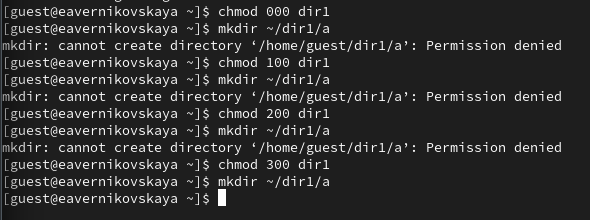 [guest@eavernikovskaya ~]$ chmod 000 dir1
[guest@eavernikovskaya ~]$ mkdir ~/dir1/a
mkdir: cannot create directory ‘/home/guest/dir1/a’: Permission denied
[guest@eavernikovskaya ~]$ chmod 100 dir1
[guest@eavernikovskaya ~]$ mkdir ~/dir1/a
mkdir: cannot create directory ‘/home/guest/dir1/a’: Permission denied
[guest@eavernikovskaya ~]$ chmod 200 dir1
[guest@eavernikovskaya ~]$ mkdir ~/dir1/a
mkdir: cannot create directory ‘/home/guest/dir1/a’: Permission denied
[guest@eavernikovskaya ~]$ chmod 300 dir1
[guest@eavernikovskaya ~]$ mkdir ~/dir1/a
[guest@eavernikovskaya ~]$